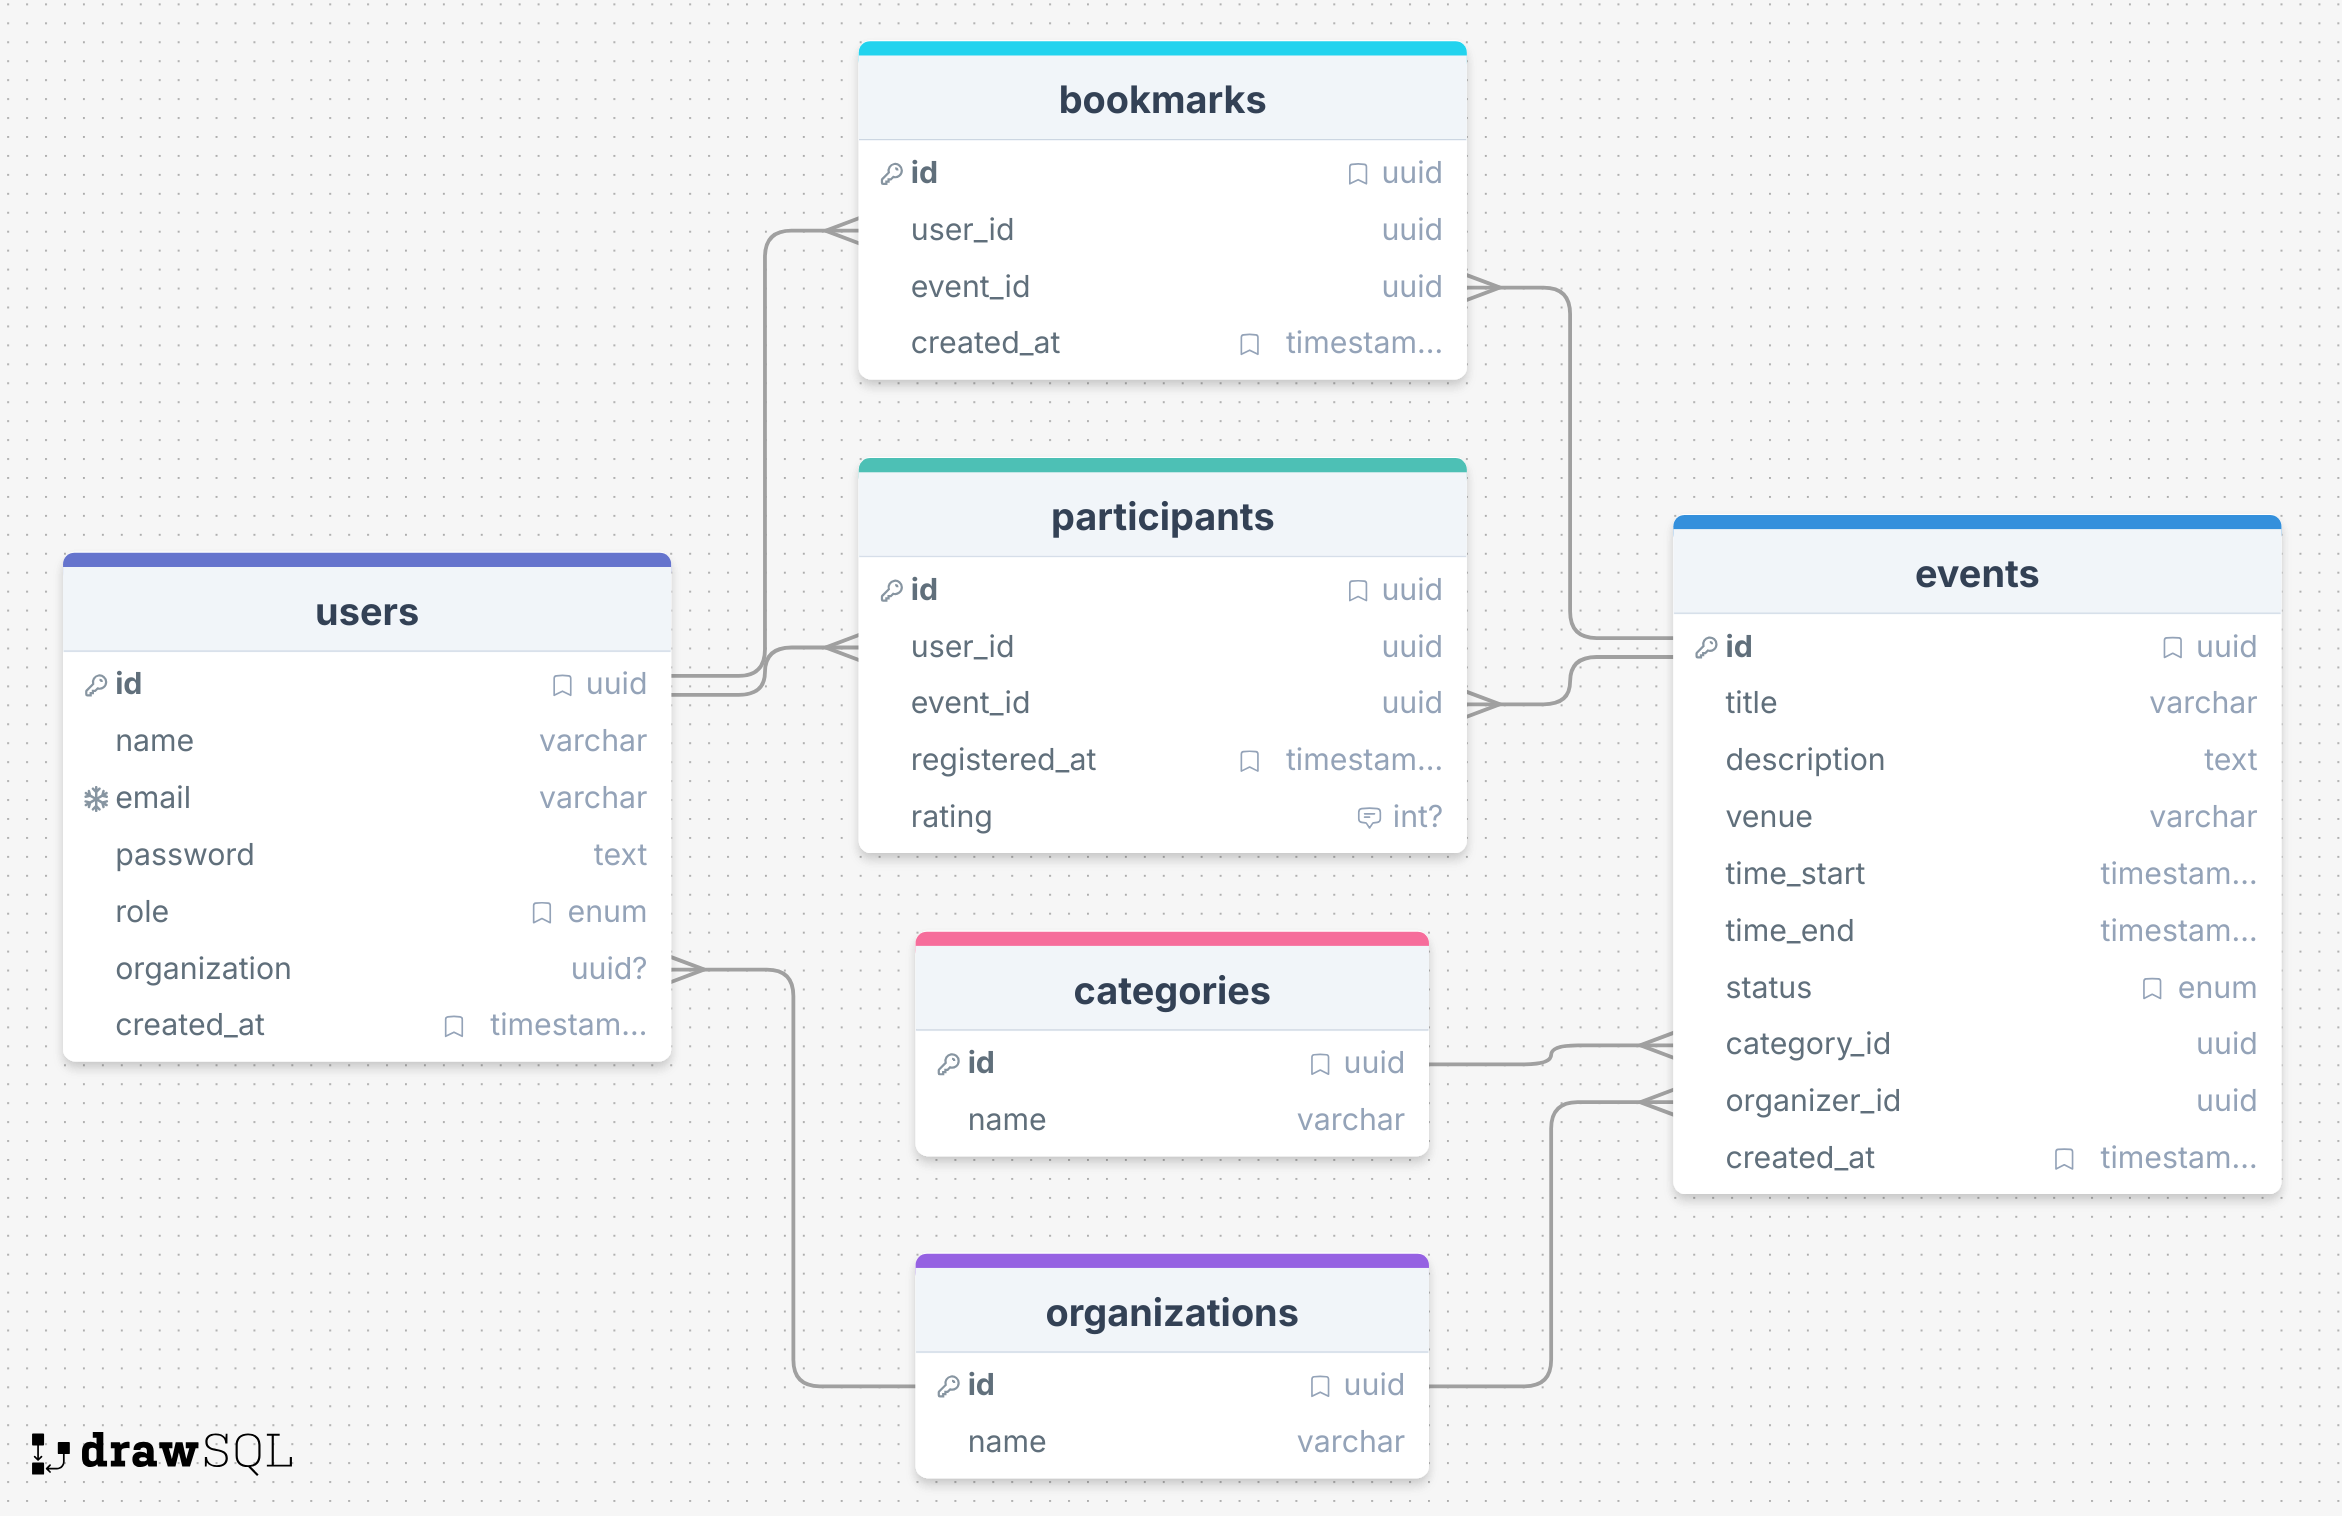 bookmarks
id uuid
user_id uuid
event_id uuid
created_at timestam...
participants
id uuid
user_id uuid
event_id uuid
registered_at timestam...
rating int?
users
id uuid
name varchar
email varchar
password text
role enum
organization uuid?
created_at timestam...
events
id uuid
title varchar
description text
venue varchar
time_start timestam...
time_end timestam...
status enum
category_id uuid
organizer_id uuid
created_at timestam...
categories
id uuid
name varchar
organizations
id uuid
name varchar
drawSQL